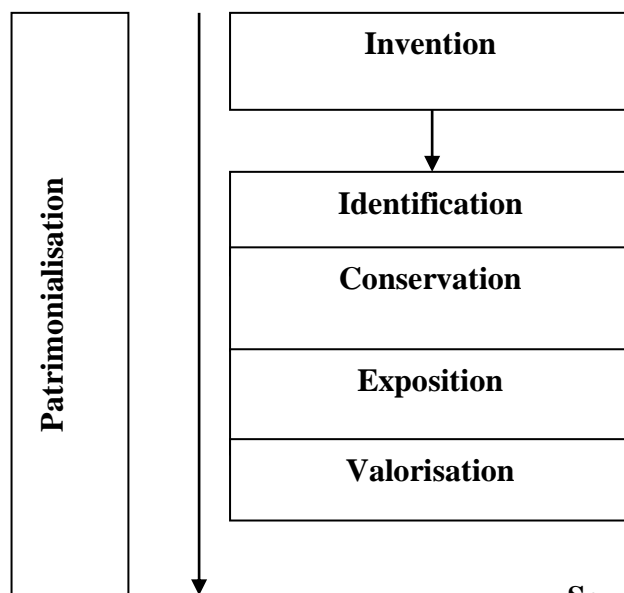 Patrimonialisation
Invention
Identification
Conservation
Exposition
Valorisation